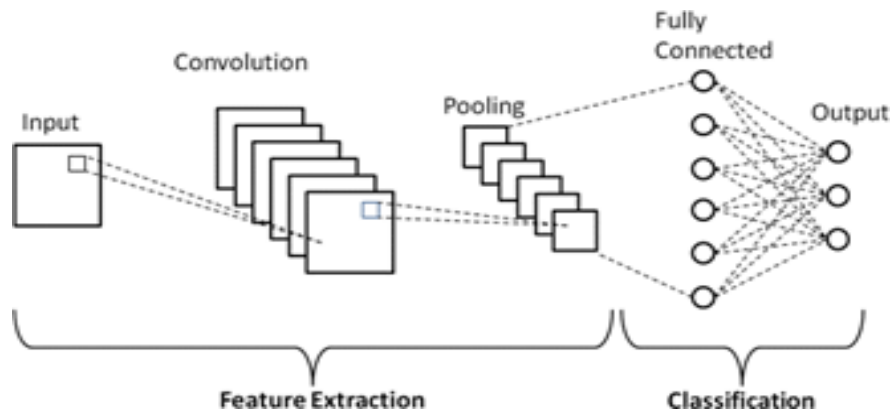 Fully
Connected
Convolution
Pooling
Output
Input
Feature Extraction
Classification